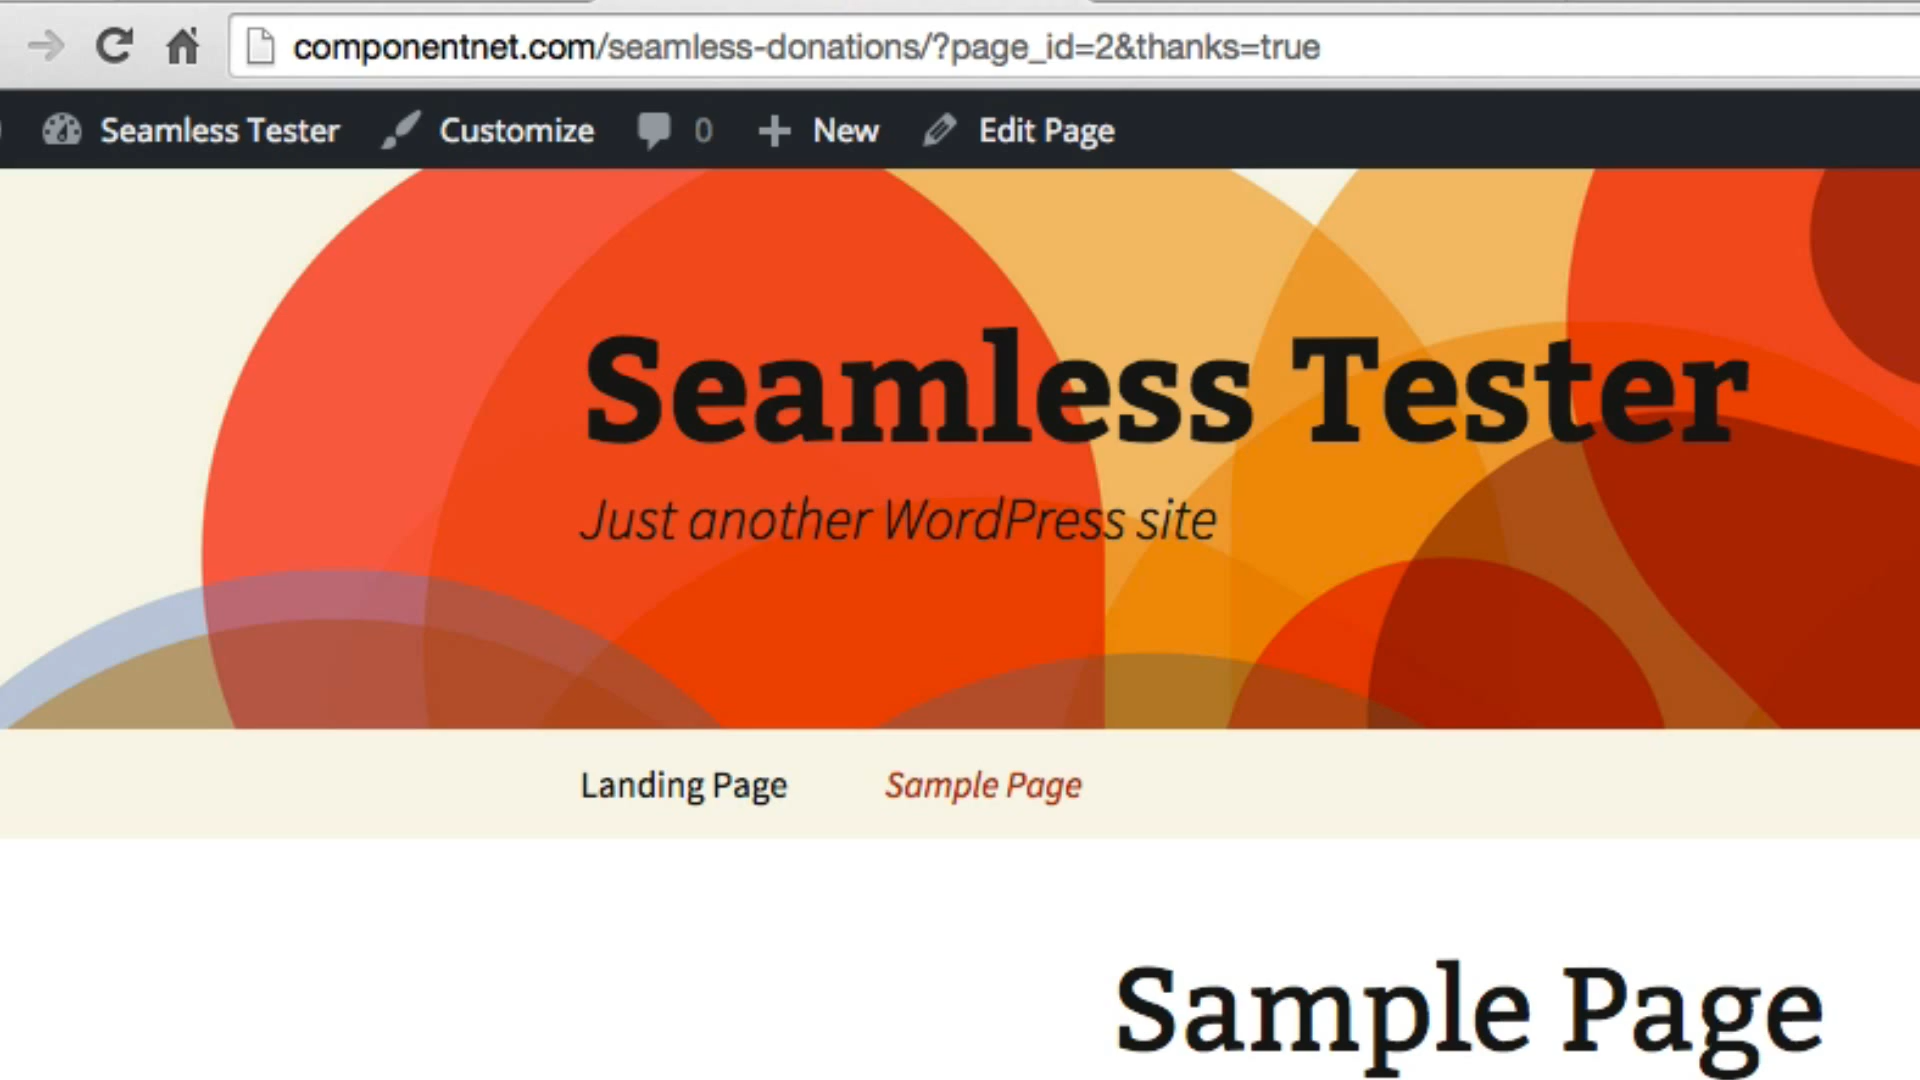 componentnet.com/seamless-donations/?page_id=2&thanks=true
Seamless Tester Customize 0 New Edit Page
Seamless Tester
Just another WordPress site
Landing Page Sample Page
Sample Page